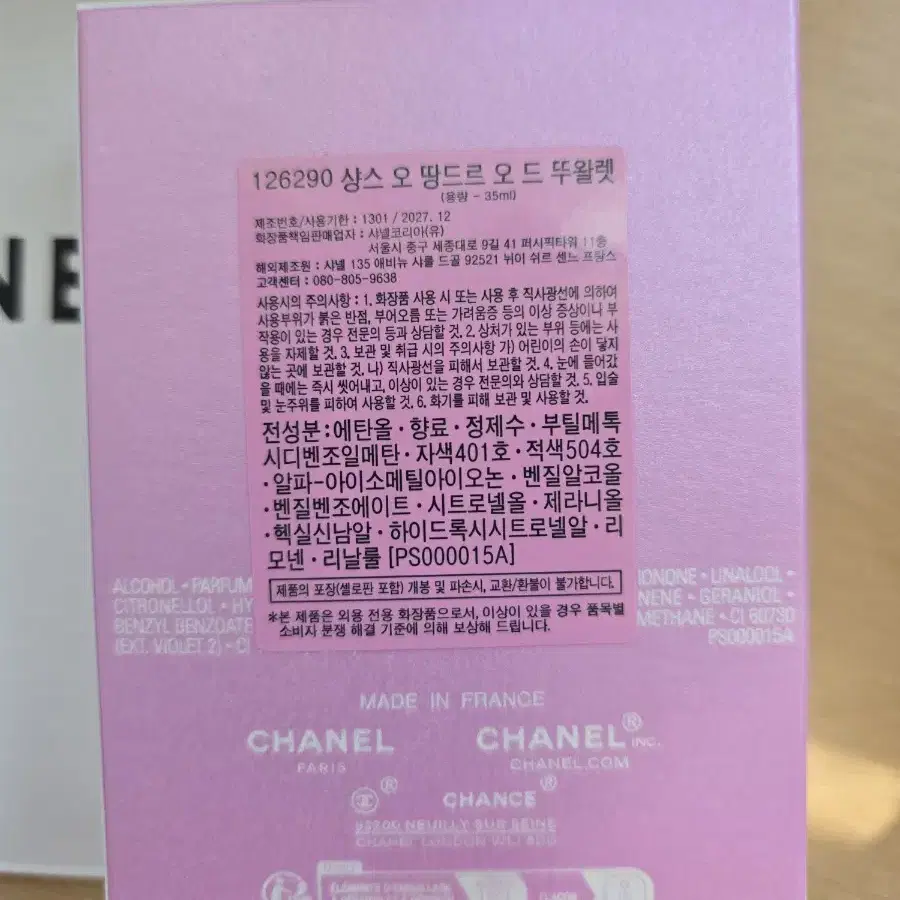 NE
126290 샹스 오 땅드르 오 드 뚜왈렛
(용량 - 35ml)
제조번호/사용기한 : 1301 / 2027. 12
화장품책임판매업자 : 샤넬코리아(유)
서울시 중구 세종대로 9길 41 퍼시픽타워 11층
해외제조원 : 샤넬 135 애비뉴 샤를 드골 92521 뉘이 쉬르 센느 프랑스
고객센터 : 080-805-9638
사용시의 주의사항 : 1. 화장품 사용 시 또는 사용 후 직사광선에 의하여
사용부위가 붉은 반점, 부어오름 또는 가려움증 등의 이상 증상이나 부
작용이 있는 경우 전문의 등과 상담할 것. 2. 상처가 있는 부위 등에는 사
용을 자제할 것. 3. 보관 및 취급 시의 주의사항 가) 어린이의 손이 닿지
않는 곳에 보관할 것. 나) 직사광선을 피해서 보관할 것. 4. 눈에 들어갔
을 때에는 즉시 씻어내고, 이상이 있는 경우 전문의와 상담할 것. 5. 입술
및 눈주위를 피하여 사용할 것. 6. 화기를 피해 보관 및 사용할 것.
전성분:에탄올·향료·정제수·부틸메톡
시디벤조일메탄·자색401호·적색504호
·알파-아이소메틸아이오논·벤질알코올
·벤질벤조에이트·시트로넬올·제라니올
·헥실신남알·하이드록시시트로넬알·리
모넨·리날룰 [PS000015A]
제품의 포장(셀로판 포함) 개봉 및 파손시, 교환/환불이 불가합니다.
*본 제품은 외용 전용 화장품으로서, 이상이 있을 경우 품목별
소비자 분쟁 해결 기준에 의해 보상해 드립니다.
ALCOHOL • PARFUM IONONE • LINALOOL •
CITRONELLOL • HY NENE • GERANIOL •
BENZYL BENZOATE METHANE • CI 60730
(EXT. VIOLET 2) • CI PS000015A
MADE IN FRANCE
CHANEL CHANEL® INC.
PARIS CHANEL.COM
® CHANCE®
92200 NEUILLY SUR SEINE
CHANEL LONDON